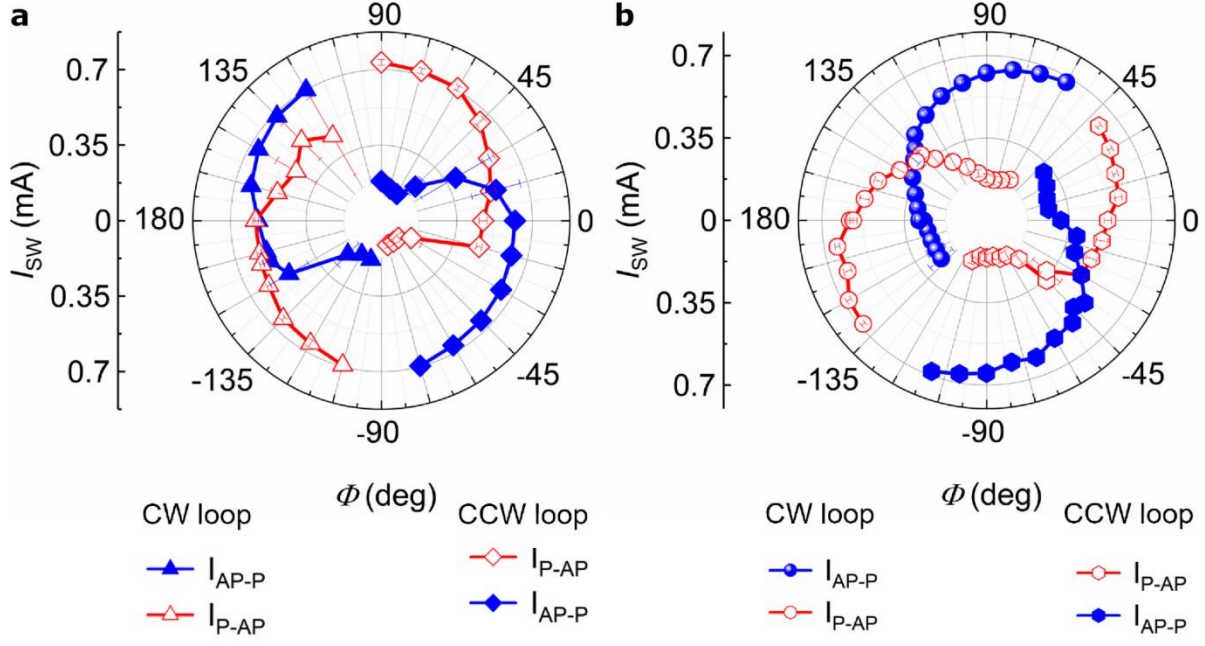 a
90
135
45
180
0
-135
-45
-90
0.7
0.35
0
0.35
0.7
I_SW (mA)
Φ (deg)
CW loop
I_AP-P
I_P-AP
CCW loop
I_P-AP
I_AP-P
b
90
135
45
180
0
-135
-45
-90
0.7
0.35
0
0.35
0.7
I_SW (mA)
Φ (deg)
CW loop
I_AP-P
I_P-AP
CCW loop
I_P-AP
I_AP-P